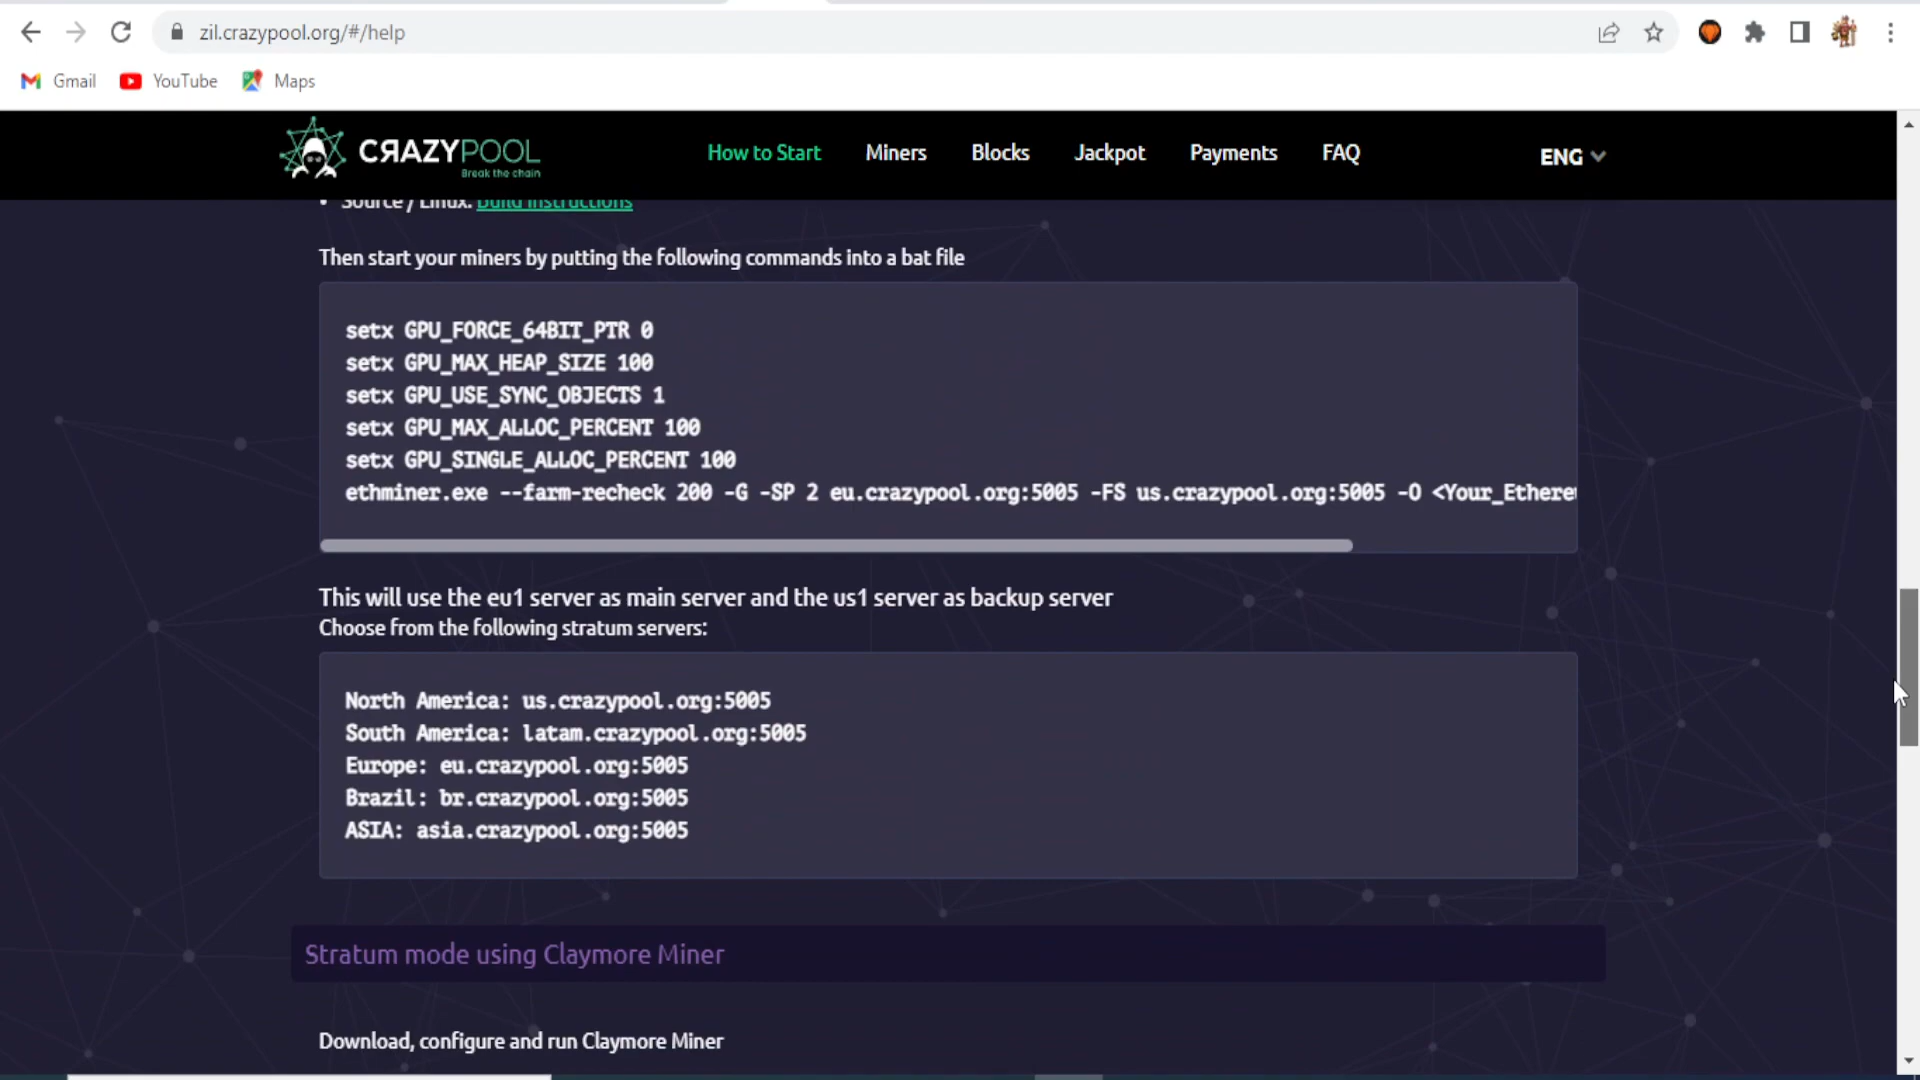 zil.crazypool.org/#/help
Gmail YouTube Maps
CRAZYPOOL
Break the chain
How to Start Miners Blocks Jackpot Payments FAQ ENG
• Source / Linux: Build instructions
Then start your miners by putting the following commands into a bat file
setx GPU_FORCE_64BIT_PTR 0
setx GPU_MAX_HEAP_SIZE 100
setx GPU_USE_SYNC_OBJECTS 1
setx GPU_MAX_ALLOC_PERCENT 100
setx GPU_SINGLE_ALLOC_PERCENT 100
ethminer.exe --farm-recheck 200 -G -SP 2 eu.crazypool.org:5005 -FS us.crazypool.org:5005 -O <Your_Ethere
This will use the eu1 server as main server and the us1 server as backup server
Choose from the following stratum servers:
North America: us.crazypool.org:5005
South America: latam.crazypool.org:5005
Europe: eu.crazypool.org:5005
Brazil: br.crazypool.org:5005
ASIA: asia.crazypool.org:5005
Stratum mode using Claymore Miner
Download, configure and run Claymore Miner